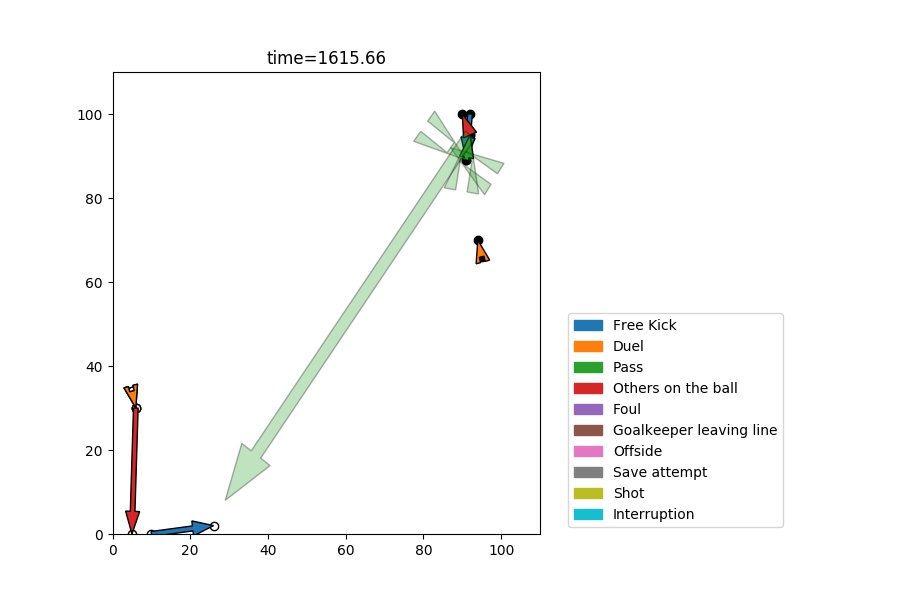 time=1615.66
100
80
60
40
20
0
0 20 40 60 80 100
Free Kick
Duel
Pass
Others on the ball
Foul
Goalkeeper leaving line
Offside
Save attempt
Shot
Interruption